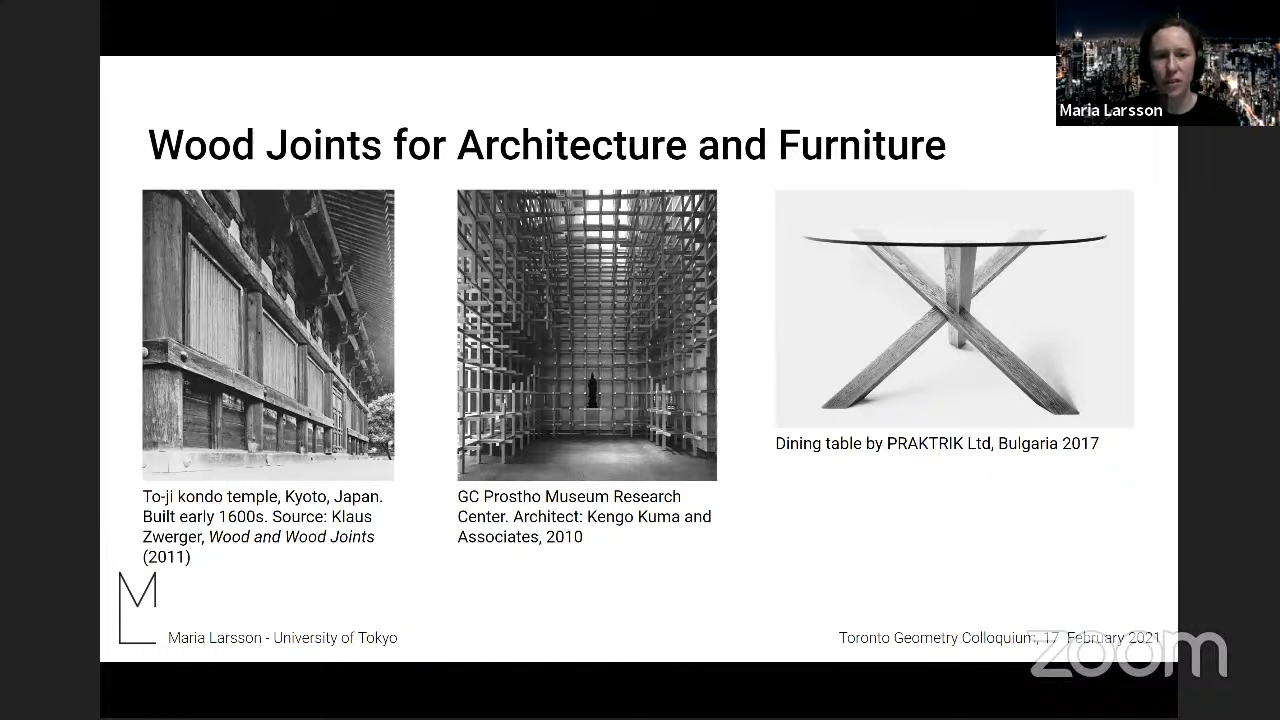 Maria Larsson
Wood Joints for Architecture and Furniture
To-ji kondo temple, Kyoto, Japan.
Built early 1600s. Source: Klaus
Zwerger, Wood and Wood Joints
(2011)
GC Prostho Museum Research
Center. Architect: Kengo Kuma and
Associates, 2010
Dining table by PRAKTRIK Ltd, Bulgaria 2017
ML
Maria Larsson - University of Tokyo
Toronto Geometry Colloquium, 17 February 2021
zoom